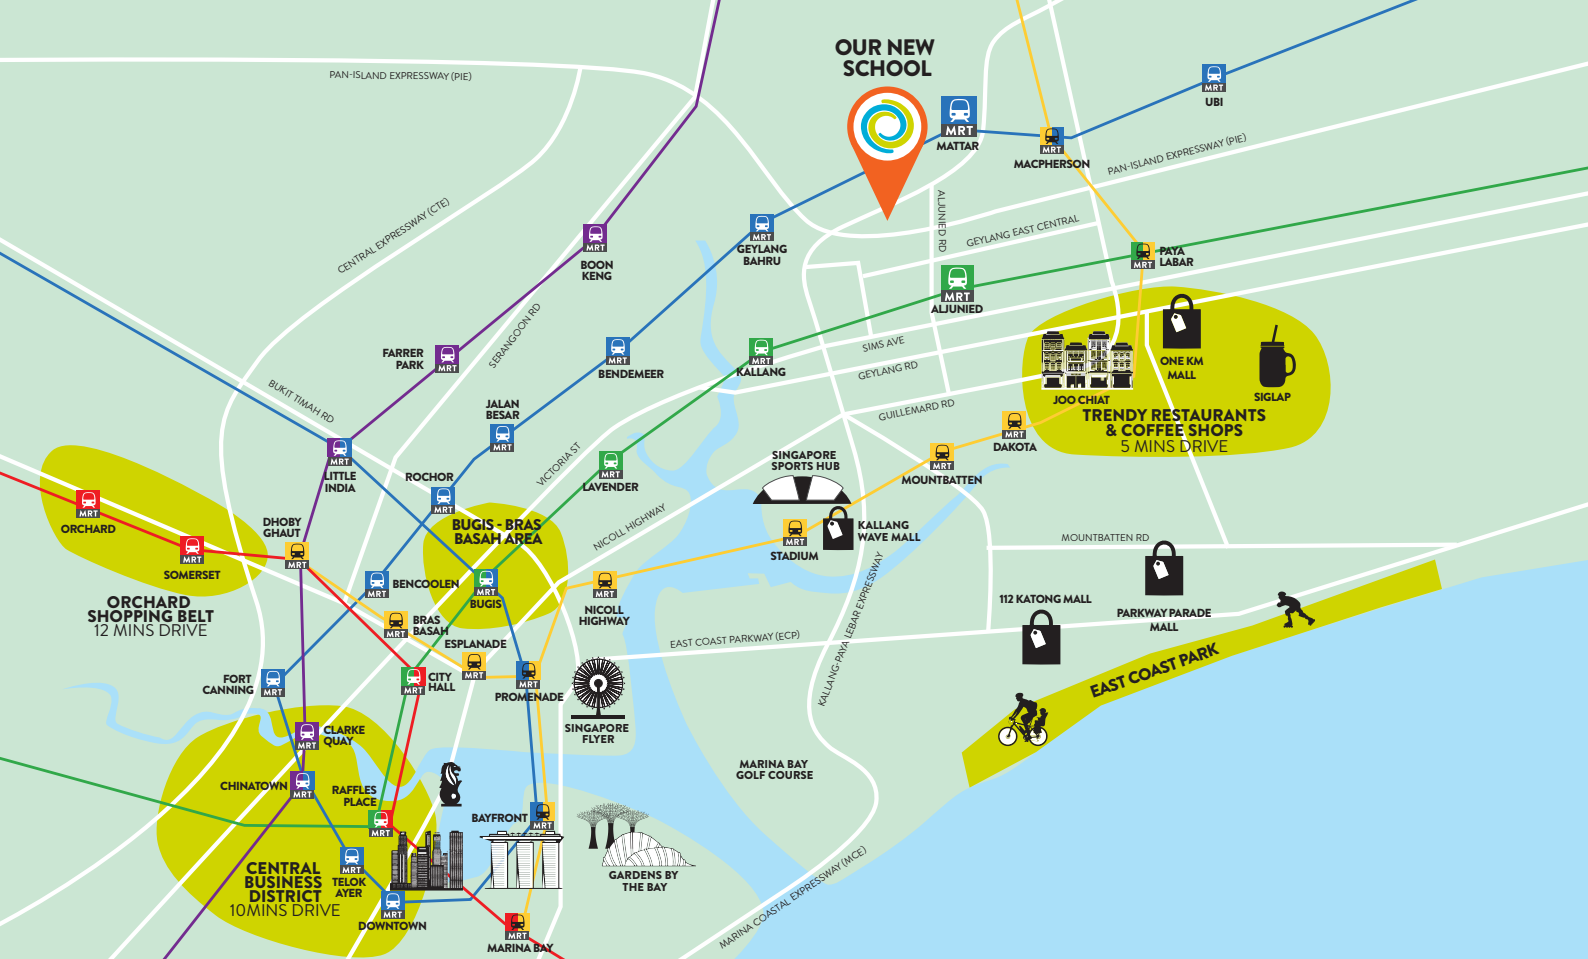 OUR NEW
SCHOOL
PAN-ISLAND EXPRESSWAY (PIE)
MRT
UBI
MRT
MATTAR
MRT
MACPHERSON
PAN-ISLAND EXPRESSWAY (PIE)
CENTRAL EXPRESSWAY (CTE)
ALJUNIED RD
GEYLANG EAST CENTRAL
MRT
BOON
KENG
MRT
GEYLANG
BAHRU
MRT
PAYA
LABAR
MRT
ALJUNIED
SERANGOON RD
FARRER
PARK
MRT
MRT
BENDEMEER
MRT
KALLANG
SIMS AVE
GEYLANG RD
GUILLEMARD RD
ONE KM
MALL
JOO CHIAT
SIGLAP
TRENDY RESTAURANTS
& COFFEE SHOPS
5 MINS DRIVE
BUKIT TIMAH RD
JALAN
BESAR
MRT
MRT
DAKOTA
MRT
LITTLE
INDIA
VICTORIA ST
MRT
LAVENDER
SINGAPORE
SPORTS HUB
MRT
MOUNTBATTEN
ROCHOR
MRT
MRT
ORCHARD
MRT
SOMERSET
DHOBY
GHAUT
MRT
BUGIS - BRAS
BASAH AREA
NICOLL HIGHWAY
MRT
STADIUM
KALLANG
WAVE MALL
MOUNTBATTEN RD
ORCHARD
SHOPPING BELT
12 MINS DRIVE
MRT
BENCOOLEN
MRT
BUGIS
MRT
NICOLL
HIGHWAY
KALLANG-PAYA LEBAR EXPRESSWAY
112 KATONG MALL
PARKWAY PARADE
MALL
MRT
BRAS
BASAH
ESPLANADE
MRT
EAST COAST PARKWAY (ECP)
EAST COAST PARK
FORT
CANNING
MRT
MRT
CITY
HALL
MRT
PROMENADE
SINGAPORE
FLYER
MRT
CLARKE
QUAY
CHINATOWN
MRT
RAFFLES
PLACE
MRT
MARINA BAY
GOLF COURSE
BAYFRONT
MRT
GARDENS BY
THE BAY
CENTRAL
BUSINESS
DISTRICT
10MINS DRIVE
MRT
TELOK
AYER
MRT
DOWNTOWN
MRT
MARINA BAY
MARINA COASTAL EXPRESSWAY (MCE)